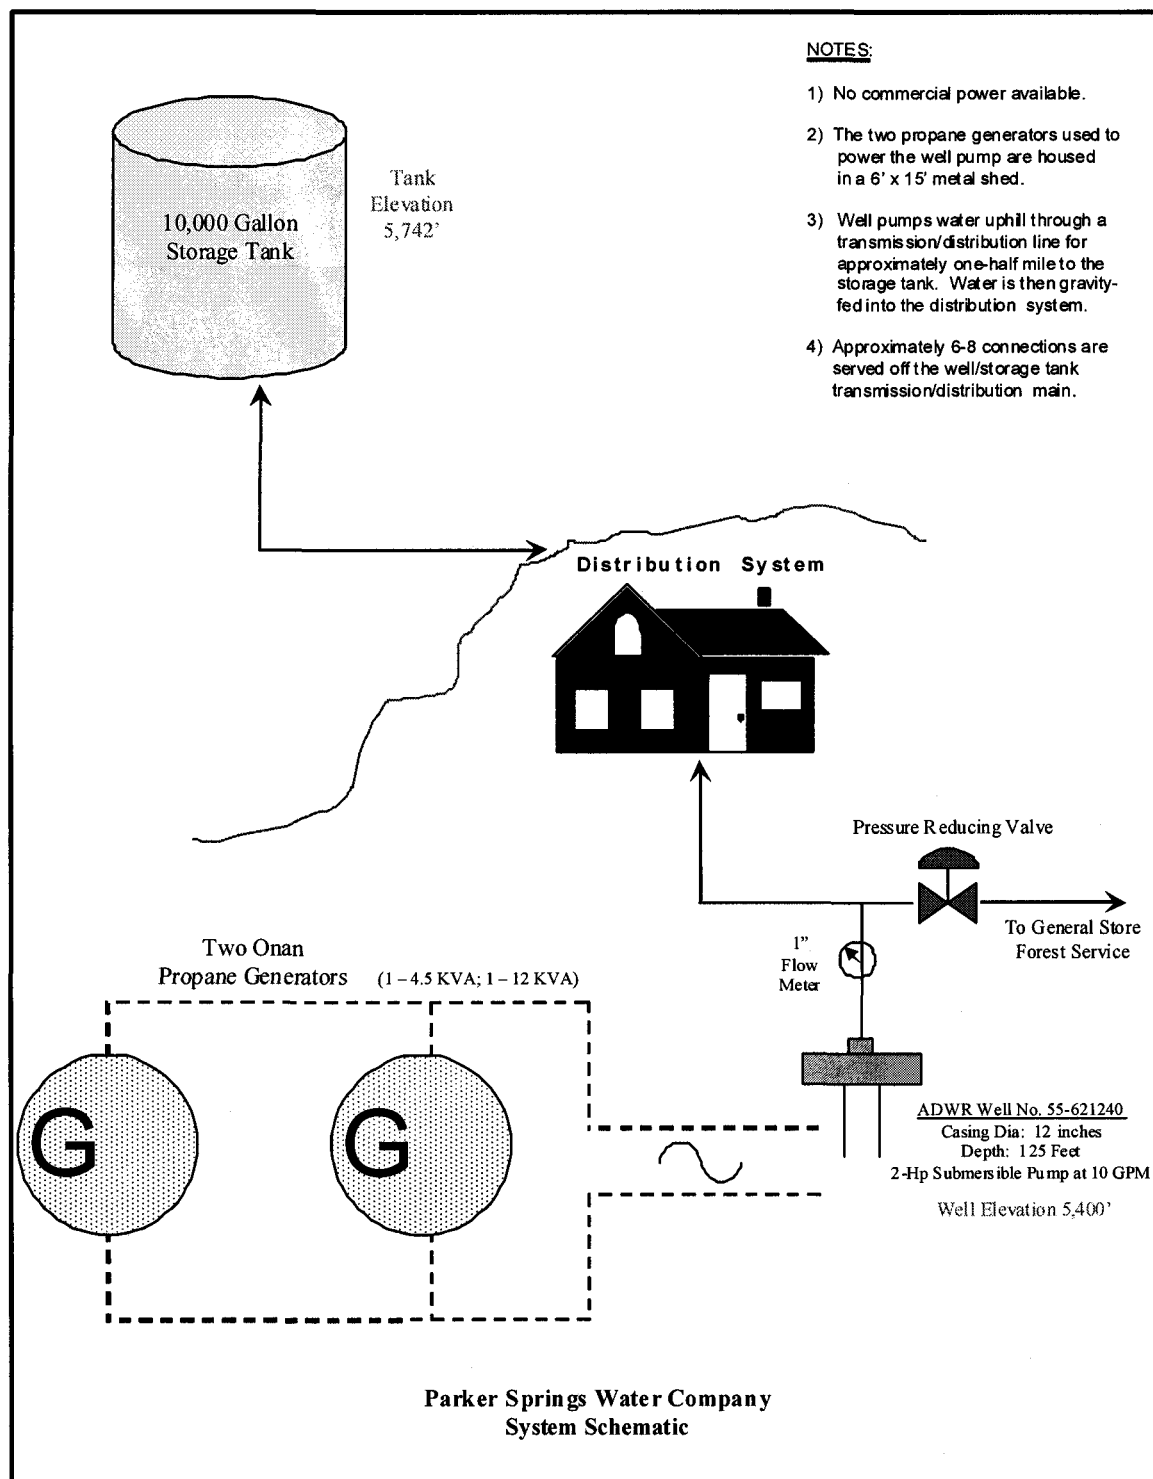 NOTES:
1) No commercial power available.
2) The two propane generators used to
power the well pump are housed
in a 6' x 15' metal shed.
3) Well pumps water uphill through a
transmission/distribution line for
approximately one-half mile to the
storage tank. Water is then gravity-
fed into the distribution system.
4) Approximately 6-8 connections are
served off the well/storage tank
transmission/distribution main.
10,000 Gallon
Storage Tank
Tank
Elevation
5,742'
Distribution System
Pressure Reducing Valve
To General Store
Forest Service
1”
Flow
Meter
Two Onan
Propane Generators (1 – 4.5 KVA; 1 – 12 KVA)
G
G
ADWR Well No. 55-621240
Casing Dia: 12 inches
Depth: 125 Feet
2-Hp Submersible Pump at 10 GPM
Well Elevation 5,400'
Parker Springs Water Company
System Schematic